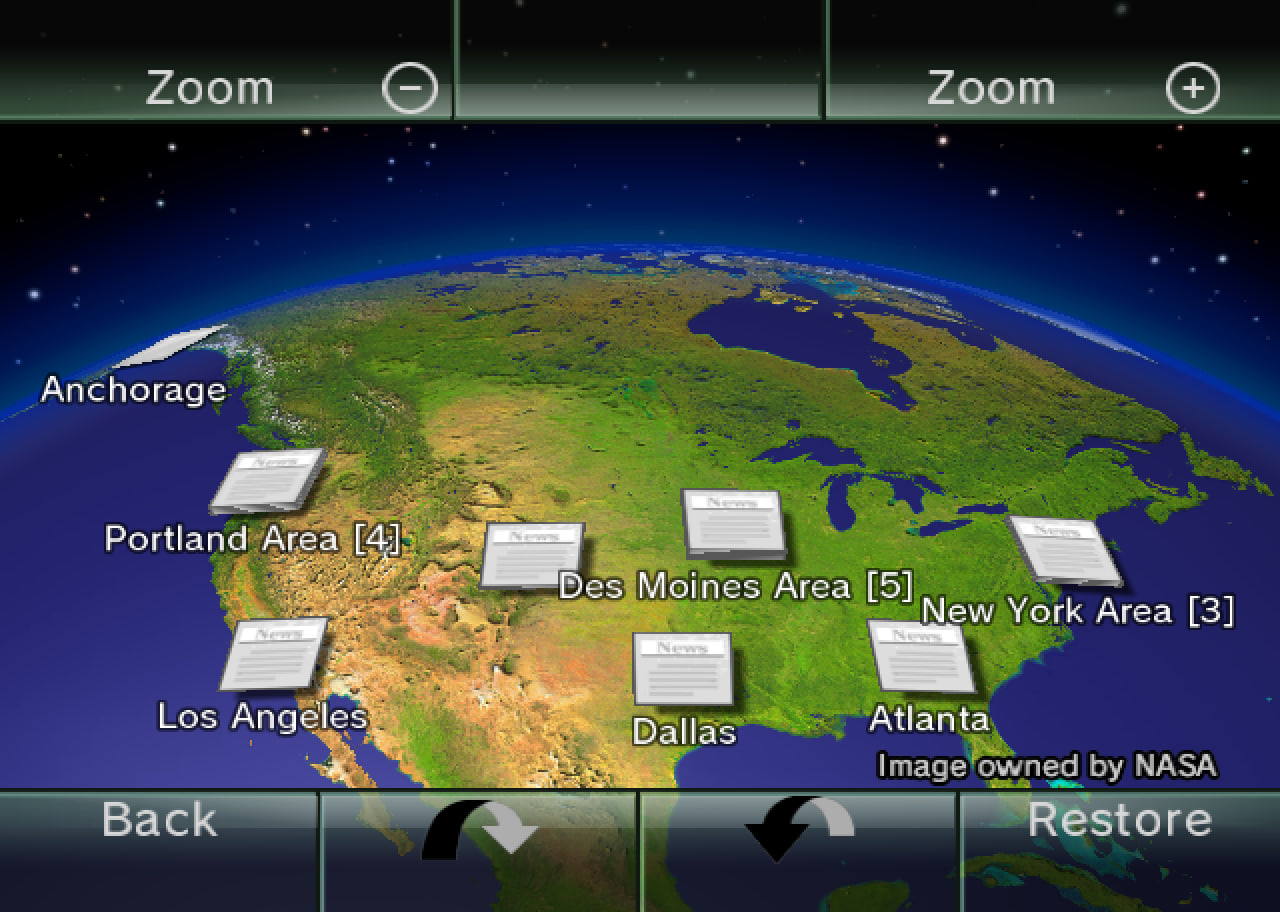 Zoom −
Zoom +
Anchorage
News
Portland Area [4]
News
News
Des Moines Area [5]
News
New York Area [3]
News
Los Angeles
News
Dallas
News
Atlanta
Image owned by NASA
Back
Restore